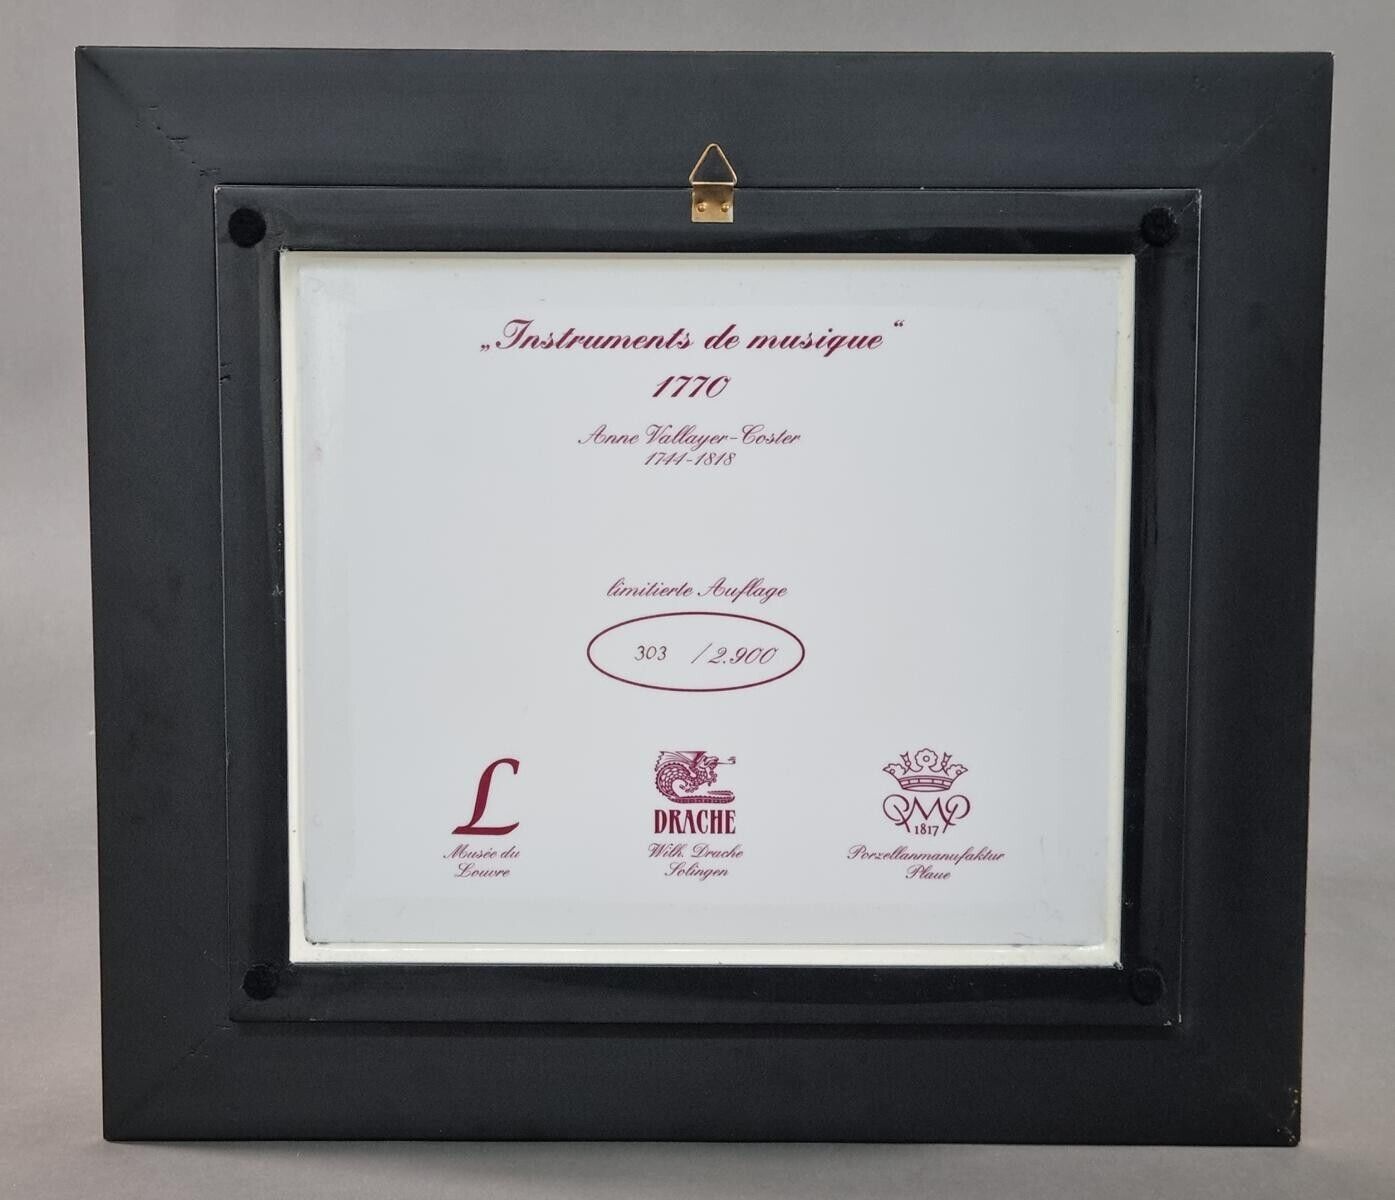 „Instruments de musique“
1770
Anne Vallayer-Coster
1744-1818
limitierte Auflage
303 / 2.900
L
Musée du
Louvre
DRACHE
Wilh. Drache
Solingen
PMP
1817
Porzellanmanufaktur
Plaue